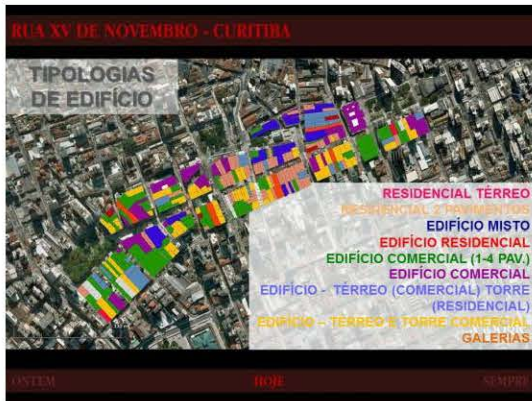 RUA XV DE NOVEMBRO - CURITIBA
TIPOLOGIAS
DE EDIFÍCIO
RESIDENCIAL TÉRREO
RESIDENCIAL 2 PAVIMENTOS
EDIFÍCIO MISTO
EDIFÍCIO RESIDENCIAL
EDIFÍCIO COMERCIAL (1-4 PAV.)
EDIFÍCIO COMERCIAL
EDIFÍCIO - TÉRREO (COMERCIAL) TORRE
(RESIDENCIAL)
EDIFÍCIO – TÉRREO E TORRE COMERCIAL
GALERIAS
ONTEM HOJE SEMPRE